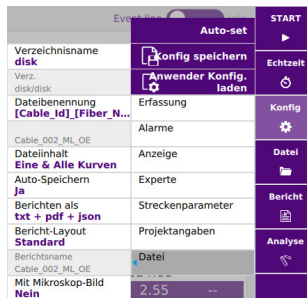 Event line
Auto-set
START
Verzeichnisname
disk
Konfig speichern
Echtzeit
Verz.
disk/disk
Anwender Konfig.
laden
Dateibenennung
[Cable_Id]_[Fiber_N...
Erfassung
Konfig
Cable_002_ML_OE
Alarme
Dateiinhalt
Eine & Alle Kurven
Anzeige
Datei
Auto-Speichern
Ja
Experte
Berichten als
txt + pdf + json
Streckenparameter
Bericht
Bericht-Layout
Standard
Projektangaben
Analyse
Berichtsname
Cable_002_ML_OE
Datei
Mit Mikroskop-Bild
Nein
2.55 --